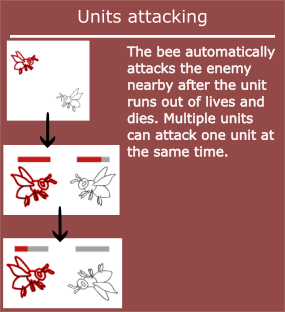 Units attacking
The bee automatically
attacks the enemy
nearby after the unit
runs out of lives and
dies. Multiple units
can attack one unit at
the same time.